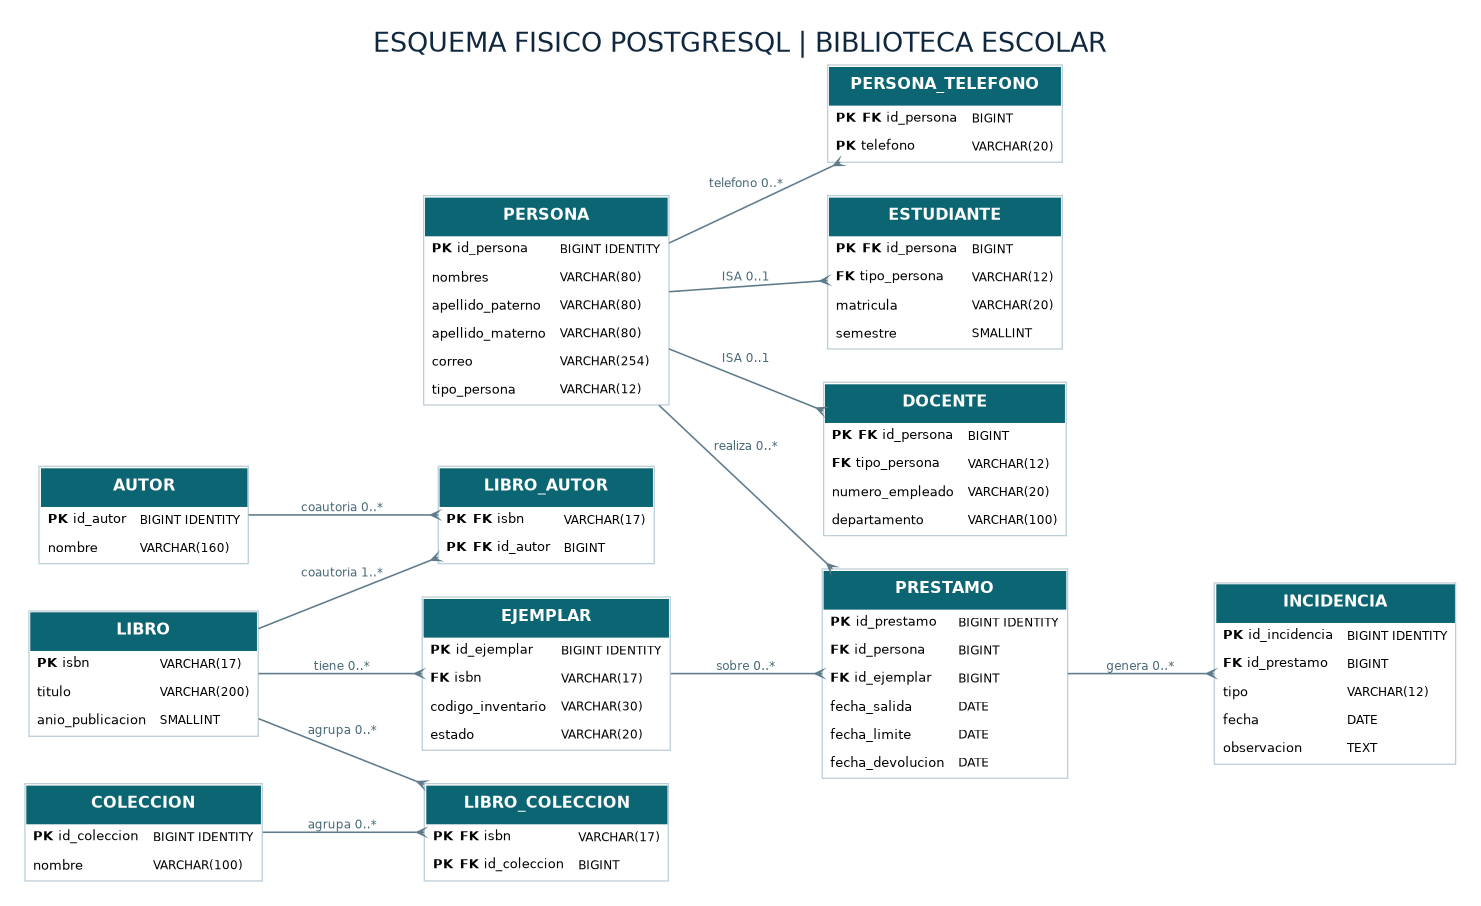 ESQUEMA FISICO POSTGRESQL | BIBLIOTECA ESCOLAR
PERSONA_TELEFONO
PK FK id_persona BIGINT
PK telefono VARCHAR(20)
telefono 0..*
PERSONA
PK id_persona BIGINT IDENTITY
nombres VARCHAR(80)
apellido_paterno VARCHAR(80)
apellido_materno VARCHAR(80)
correo VARCHAR(254)
tipo_persona VARCHAR(12)
ISA 0..1
ESTUDIANTE
PK FK id_persona BIGINT
FK tipo_persona VARCHAR(12)
matricula VARCHAR(20)
semestre SMALLINT
ISA 0..1
DOCENTE
PK FK id_persona BIGINT
FK tipo_persona VARCHAR(12)
numero_empleado VARCHAR(20)
departamento VARCHAR(100)
realiza 0..*
AUTOR
PK id_autor BIGINT IDENTITY
nombre VARCHAR(160)
coautoria 0..*
LIBRO_AUTOR
PK FK isbn VARCHAR(17)
PK FK id_autor BIGINT
coautoria 1..*
LIBRO
PK isbn VARCHAR(17)
titulo VARCHAR(200)
anio_publicacion SMALLINT
tiene 0..*
EJEMPLAR
PK id_ejemplar BIGINT IDENTITY
FK isbn VARCHAR(17)
codigo_inventario VARCHAR(30)
estado VARCHAR(20)
sobre 0..*
PRESTAMO
PK id_prestamo BIGINT IDENTITY
FK id_persona BIGINT
FK id_ejemplar BIGINT
fecha_salida DATE
fecha_limite DATE
fecha_devolucion DATE
genera 0..*
INCIDENCIA
PK id_incidencia BIGINT IDENTITY
FK id_prestamo BIGINT
tipo VARCHAR(12)
fecha DATE
observacion TEXT
agrupa 0..*
COLECCION
PK id_coleccion BIGINT IDENTITY
nombre VARCHAR(100)
agrupa 0..*
LIBRO_COLECCION
PK FK isbn VARCHAR(17)
PK FK id_coleccion BIGINT